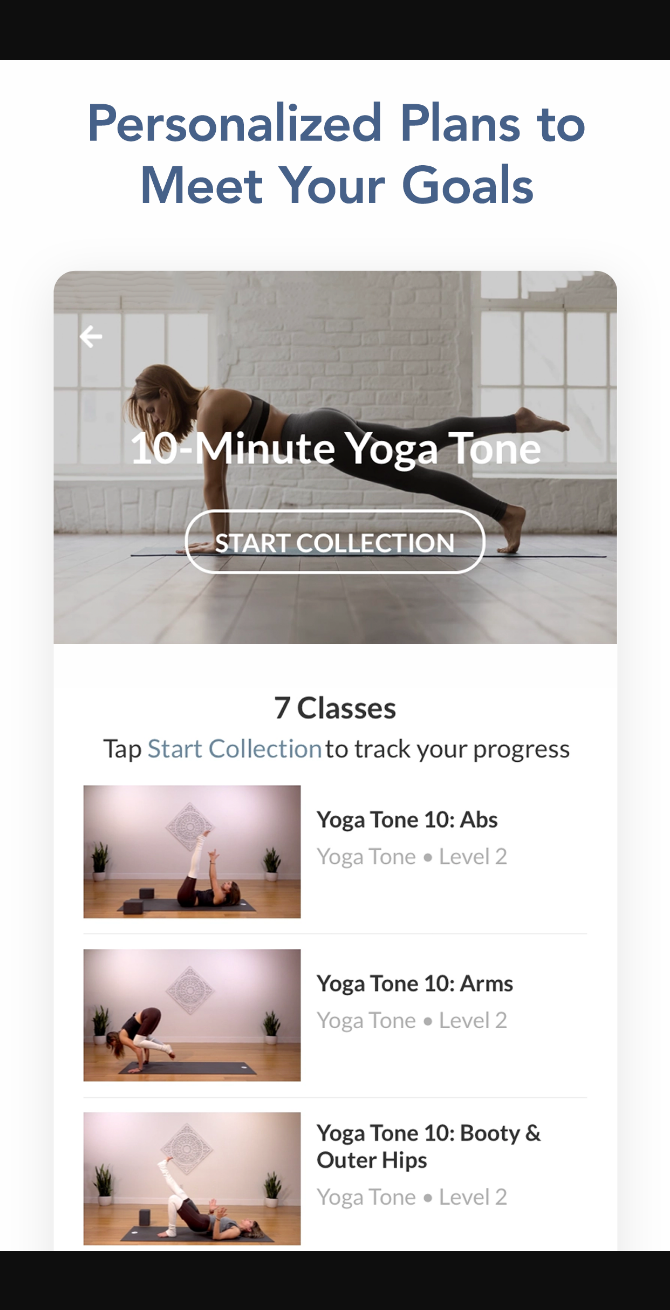 Personalized Plans to
Meet Your Goals
10-Minute Yoga Tone
START COLLECTION
7 Classes
Tap Start Collection to track your progress
Yoga Tone 10: Abs
Yoga Tone • Level 2
Yoga Tone 10: Arms
Yoga Tone • Level 2
Yoga Tone 10: Booty &
Outer Hips
Yoga Tone • Level 2